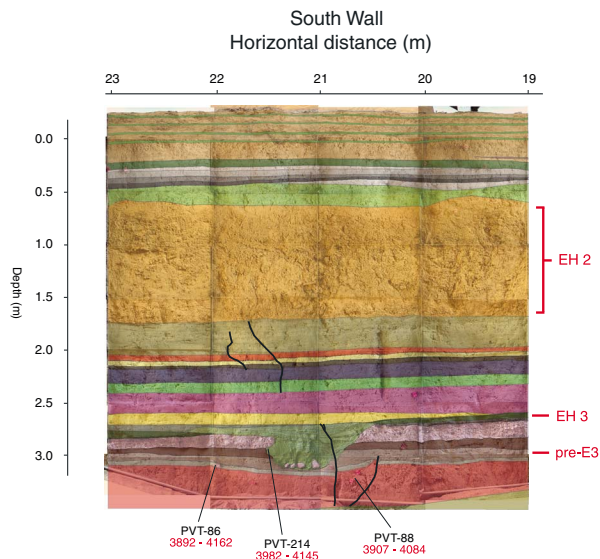 South Wall
Horizontal distance (m)
23 22 21 20 19
0.0
0.5
1.0
1.5
2.0
2.5
3.0
Depth (m)
EH 2
EH 3
pre-E3
PVT-86
3892 - 4162
PVT-214
3982 - 4145
PVT-88
3907 - 4084